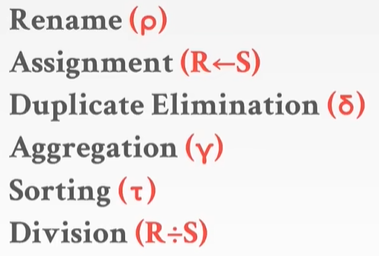 Rename (ρ)
Assignment (R←S)
Duplicate Elimination (δ)
Aggregation (γ)
Sorting (τ)
Division (R÷S)